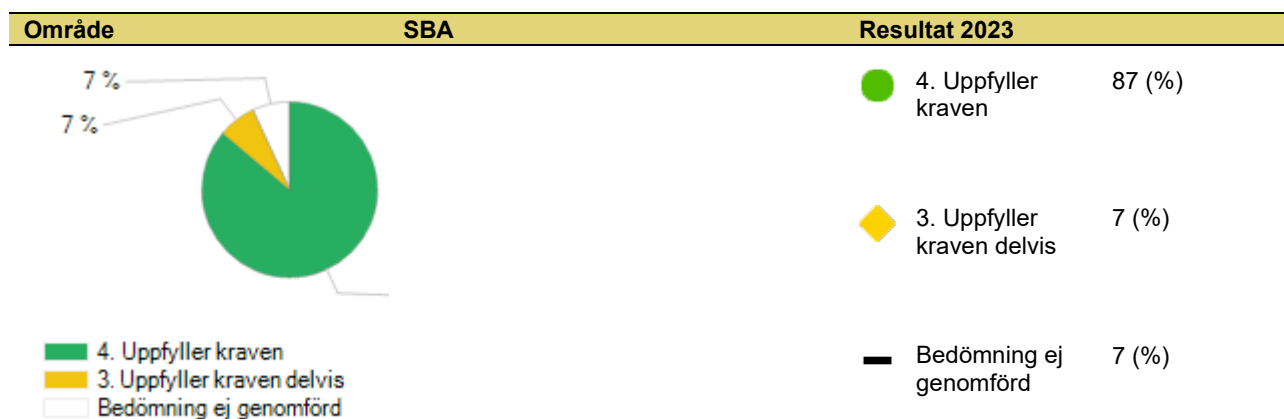 Område SBA Resultat 2023
7 %
7 %
4. Uppfyller kraven
3. Uppfyller kraven delvis
Bedömning ej genomförd
4. Uppfyller 87 (%)
kraven
3. Uppfyller 7 (%)
kraven delvis
Bedömning ej 7 (%)
genomförd